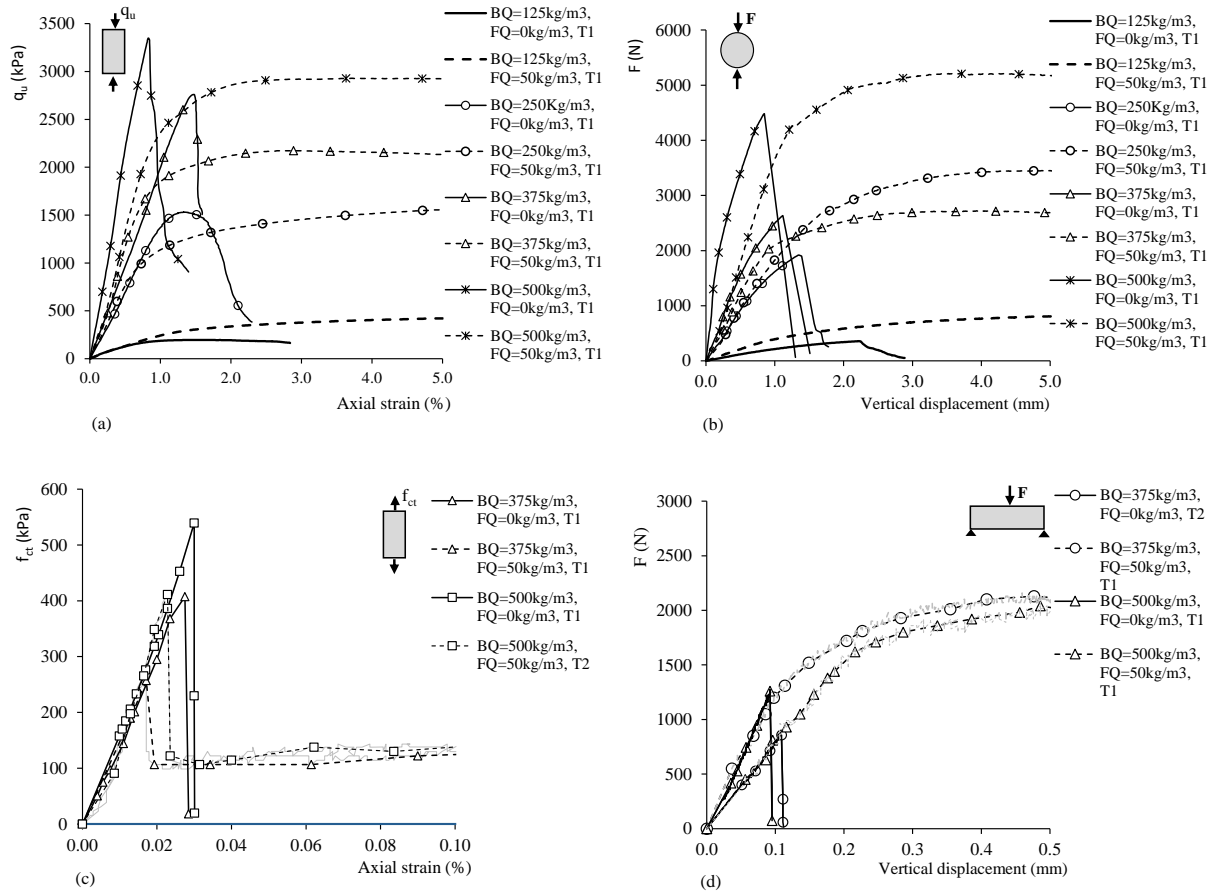 q_u
q_u (kPa)
3500
3000
2500
2000
1500
1000
500
0
0.0 1.0 2.0 3.0 4.0 5.0
Axial strain (%)
(a)
BQ=125kg/m3,
FQ=0kg/m3, T1
BQ=125kg/m3,
FQ=50kg/m3, T1
BQ=250Kg/m3,
FQ=0kg/m3, T1
BQ=250kg/m3,
FQ=50kg/m3, T1
BQ=375kg/m3,
FQ=0kg/m3, T1
BQ=375kg/m3,
FQ=50kg/m3, T1
BQ=500kg/m3,
FQ=0kg/m3, T1
BQ=500kg/m3,
FQ=50kg/m3, T1
F
F (N)
6000
5000
4000
3000
2000
1000
0
0.0 1.0 2.0 3.0 4.0 5.0
Vertical displacement (mm)
(b)
BQ=125kg/m3,
FQ=0kg/m3, T1
BQ=125kg/m3,
FQ=50kg/m3, T1
BQ=250Kg/m3,
FQ=0kg/m3, T1
BQ=250kg/m3,
FQ=50kg/m3, T1
BQ=375kg/m3,
FQ=0kg/m3, T1
BQ=375kg/m3,
FQ=50kg/m3, T1
BQ=500kg/m3,
FQ=0kg/m3, T1
BQ=500kg/m3,
FQ=50kg/m3, T1
f_ct
f_ct (kPa)
600
500
400
300
200
100
0
0.00 0.02 0.04 0.06 0.08 0.10
Axial strain (%)
(c)
BQ=375kg/m3,
FQ=0kg/m3, T1
BQ=375kg/m3,
FQ=50kg/m3, T1
BQ=500kg/m3,
FQ=0kg/m3, T1
BQ=500kg/m3,
FQ=50kg/m3, T2
F
F (N)
3000
2500
2000
1500
1000
500
0
0.0 0.1 0.2 0.3 0.4 0.5
Vertical displacement (mm)
(d)
BQ=375kg/m3,
FQ=0kg/m3, T2
BQ=375kg/m3,
FQ=50kg/m3,
T1
BQ=500kg/m3,
FQ=0kg/m3, T1
BQ=500kg/m3,
FQ=50kg/m3,
T1